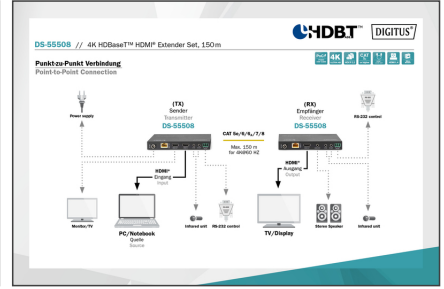 HDBT™ DIGITUS®
DS-55508 // 4K HDBaseT™ HDMI® Extender Set, 150 m
Punkt-zu-Punkt Verbindung
Point-to-Point Connection
4K
CAT
Power supply
(TX)
Sender
Transmitter
DS-55508
(RX)
Empfänger
Receiver
DS-55508
RS-232 control
CAT 5e/6/6A/7/8
Max. 150 m
for 4K@60 HZ
HDMI®
Eingang
Input
HDMI®
Ausgang
Output
Monitor/TV
PC/Notebook
Quelle
Source
Infrared unit
RS-232 control
TV/Display
Stereo Speaker
Infrared unit